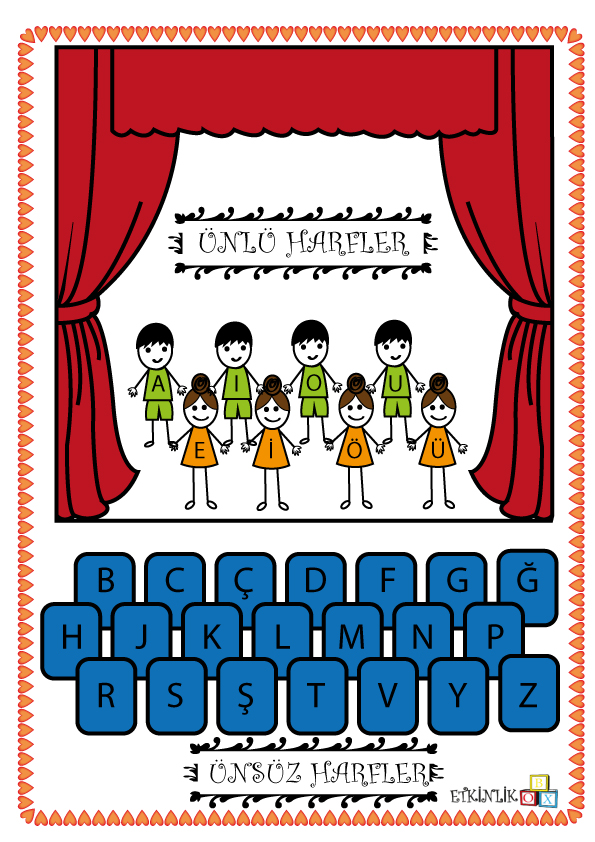 ÜNLÜ HARFLER
A I O U
E İ Ö Ü
B C Ç D F G Ğ
H J K L M N P
R S Ş T V Y Z
ÜNSÜZ HARFLER
ETKİNLİK BOX